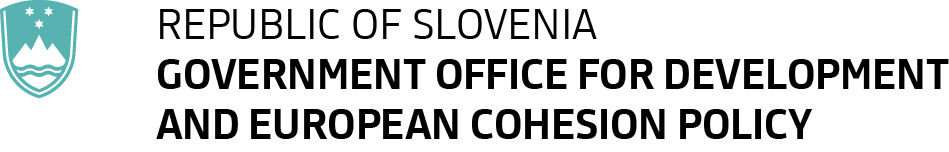 REPUBLIC OF SLOVENIA
GOVERNMENT OFFICE FOR DEVELOPMENT
AND EUROPEAN COHESION POLICY